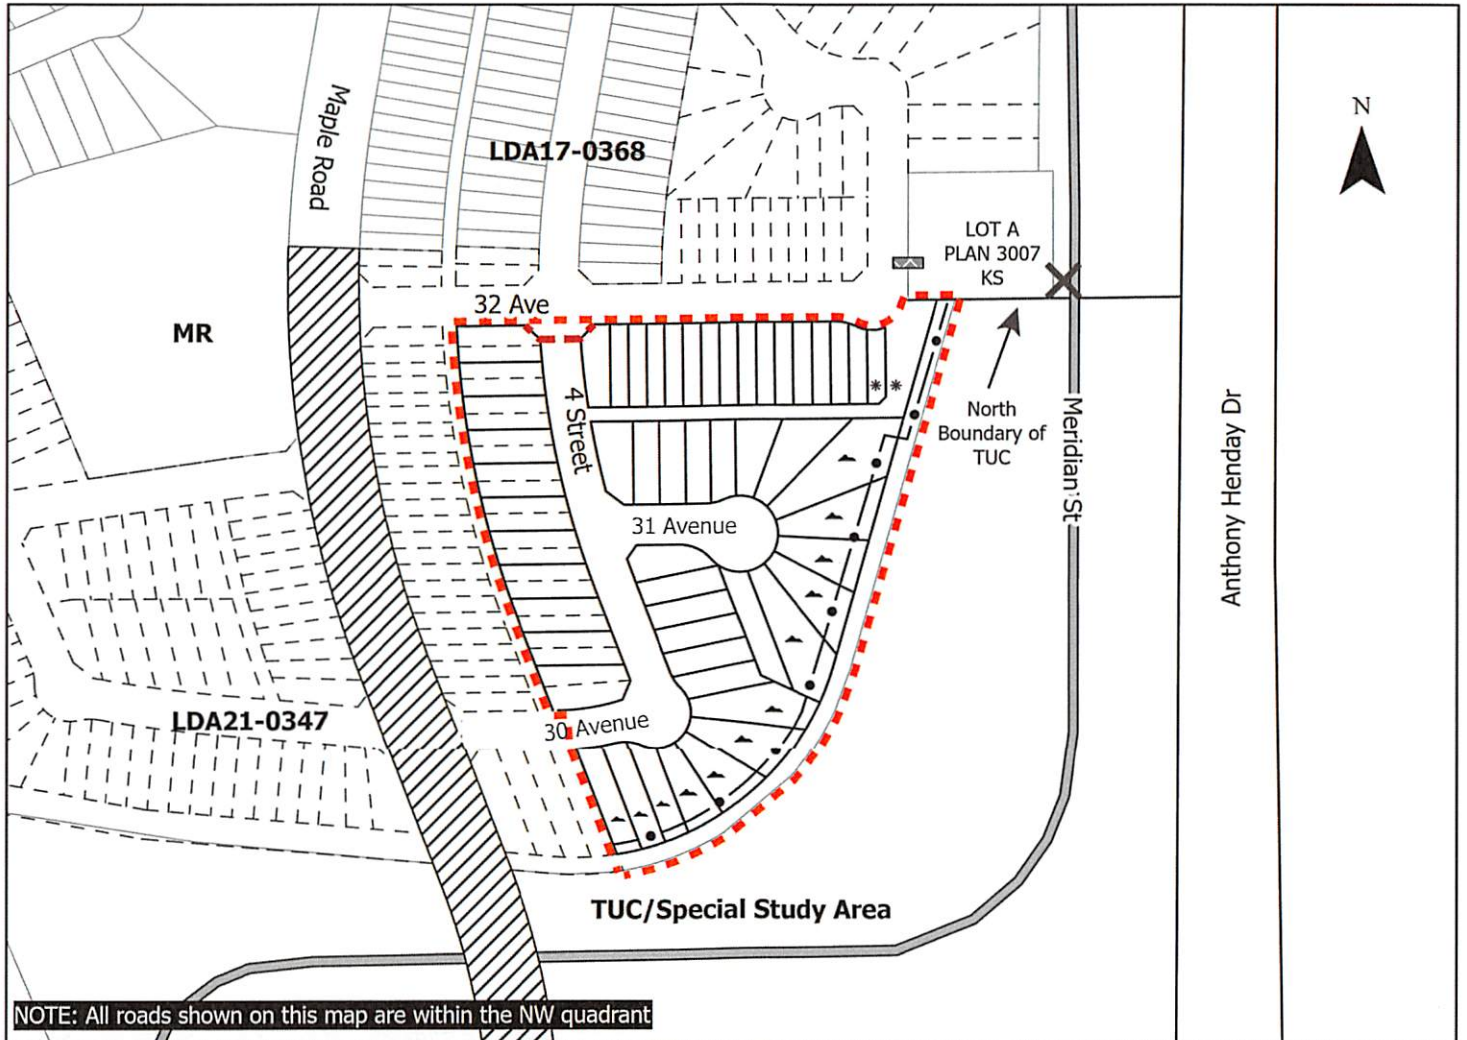 Maple Road
LDA17-0368
N
LOT A
PLAN 3007
KS
32 Ave
MR
4 Street
North
Boundary of
TUC
Meridian St
Anthony Henday Dr
31 Avenue
LDA21-0347
30 Avenue
TUC/Special Study Area
NOTE: All roads shown on this map are within the NW quadrant